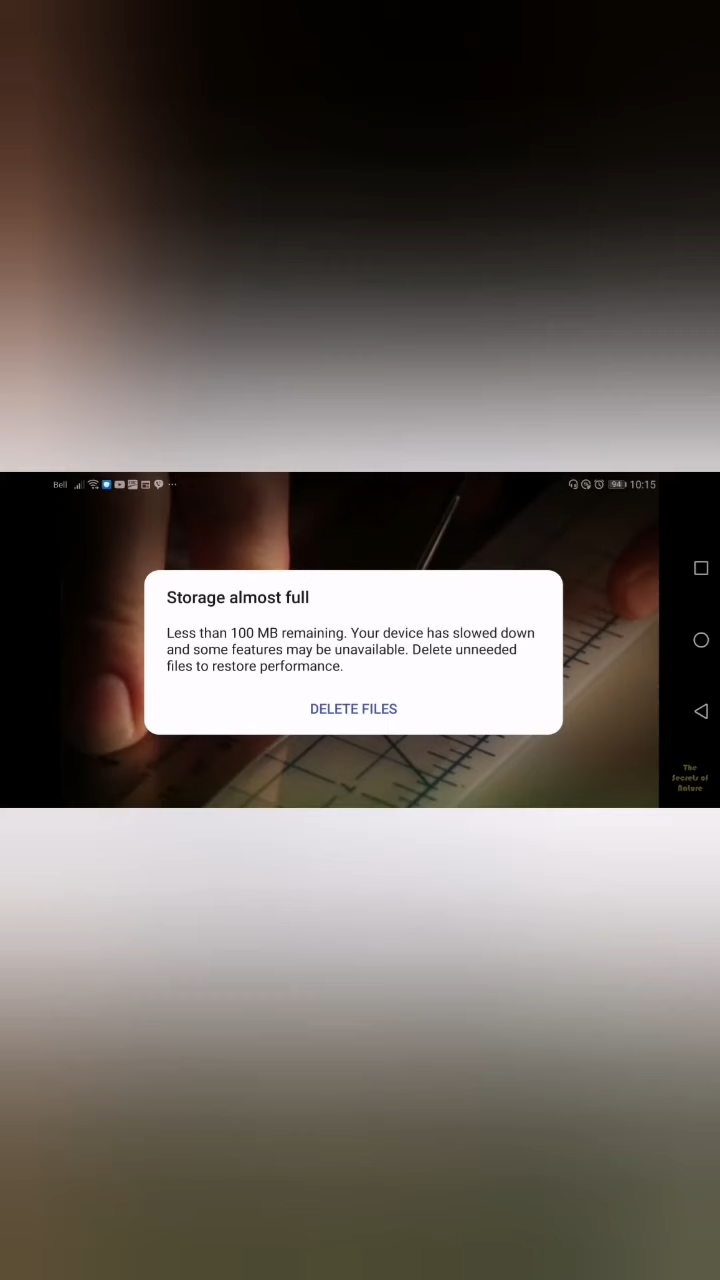 Bell
94 10:15
Storage almost full
Less than 100 MB remaining. Your device has slowed down
and some features may be unavailable. Delete unneeded
files to restore performance.
DELETE FILES
The
Secrets of
Nature